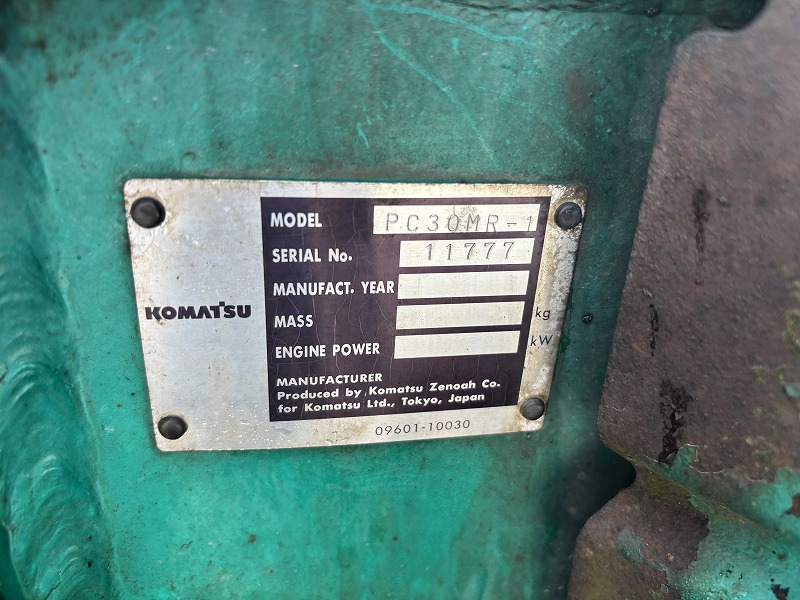 KOMATSU
MODEL PC30MR-1
SERIAL No. 11777
MANUFACT. YEAR
MASS kg
ENGINE POWER kW
MANUFACTURER
Produced by Komatsu Zenoah Co.
for Komatsu Ltd., Tokyo, Japan
09601-10030